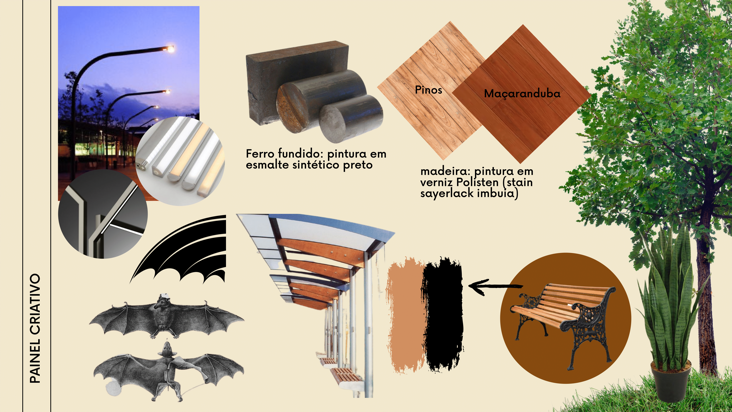 PAINEL CRIATIVO
Ferro fundido: pintura em
esmalte sintético preto
Pinos
Maçaranduba
madeira: pintura em
verniz Polisten (stain
sayerlack imbuia)